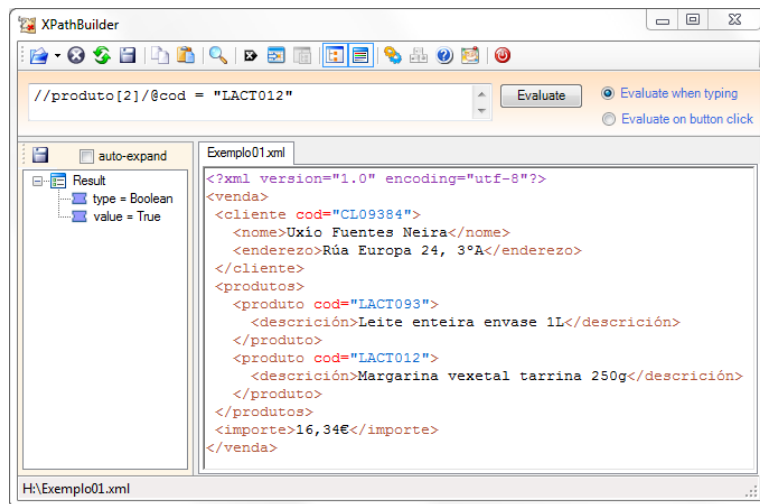 XPathBuilder
//produto[2]/@cod = "LACT012"
Evaluate
Evaluate when typing
Evaluate on button click
auto-expand
Result
type = Boolean
value = True
Exemplo01.xml
<?xml version="1.0" encoding="utf-8"?>
<venda>
<cliente cod="CL09384">
<nome>Uxío Fuentes Neira</nome>
<enderezo>Rúa Europa 24, 3ºA</enderezo>
</cliente>
<produtos>
<produto cod="LACT093">
<descrición>Leite enteira envase 1L</descrición>
</produto>
<produto cod="LACT012">
<descrición>Margarina vexetal tarrina 250g</descrición>
</produto>
</produtos>
<importe>16,34€</importe>
</venda>
H:\Exemplo01.xml